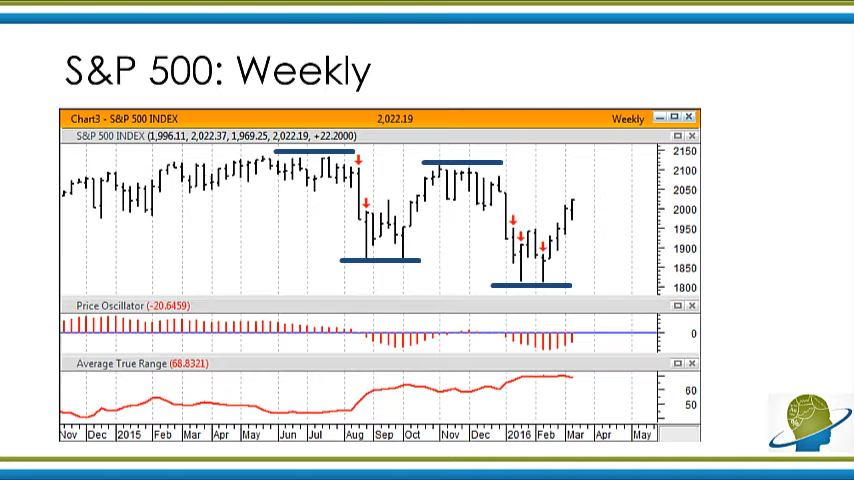 S&P 500: Weekly
Chart3 - S&P 500 INDEX 2,022.19 Weekly
S&P 500 INDEX (1,996.11, 2,022.37, 1,969.25, 2,022.19, +22.2000)
2150
2100
2050
2000
1950
1900
1850
1800
Price Oscillator (-20.6459)
0
Average True Range (68.8321)
60
50
Nov Dec 2015 Feb Mar Apr May Jun Jul Aug Sep Oct Nov Dec 2016 Feb Mar Apr May